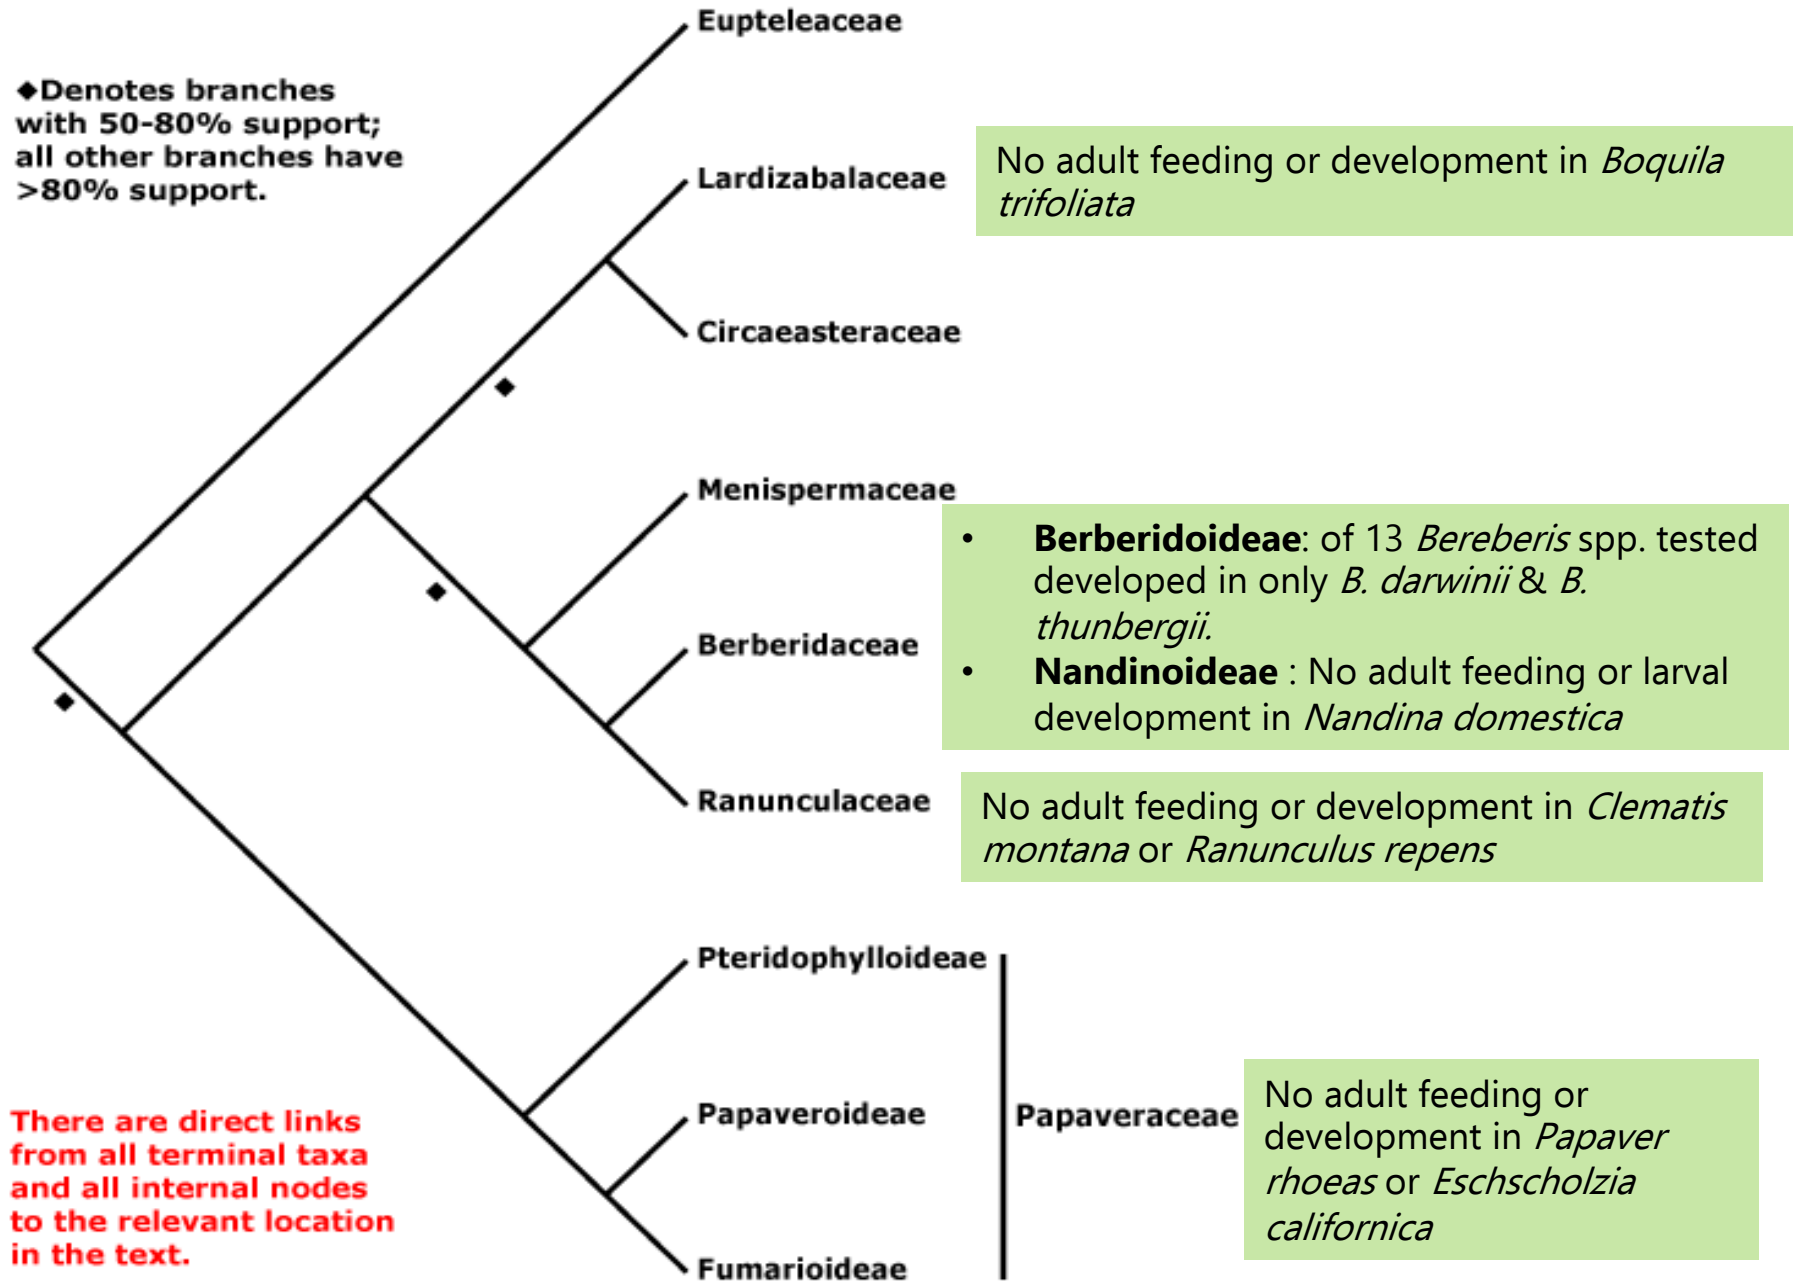 Eupteleaceae
◆Denotes branches
with 50-80% support;
all other branches have
>80% support.
Lardizabalaceae
No adult feeding or development in Boquila
trifoliata
Circaeasteraceae
Menispermaceae
• Berberidoideae: of 13 Bereberis spp. tested
developed in only B. darwinii & B.
thunbergii.
• Nandinoideae : No adult feeding or larval
development in Nandina domestica
Berberidaceae
Ranunculaceae
No adult feeding or development in Clematis
montana or Ranunculus repens
Pteridophylloideae
Papaveroideae
Papaveraceae
No adult feeding or
development in Papaver
rhoeas or Eschscholzia
californica
Fumarioideae
There are direct links
from all terminal taxa
and all internal nodes
to the relevant location
in the text.